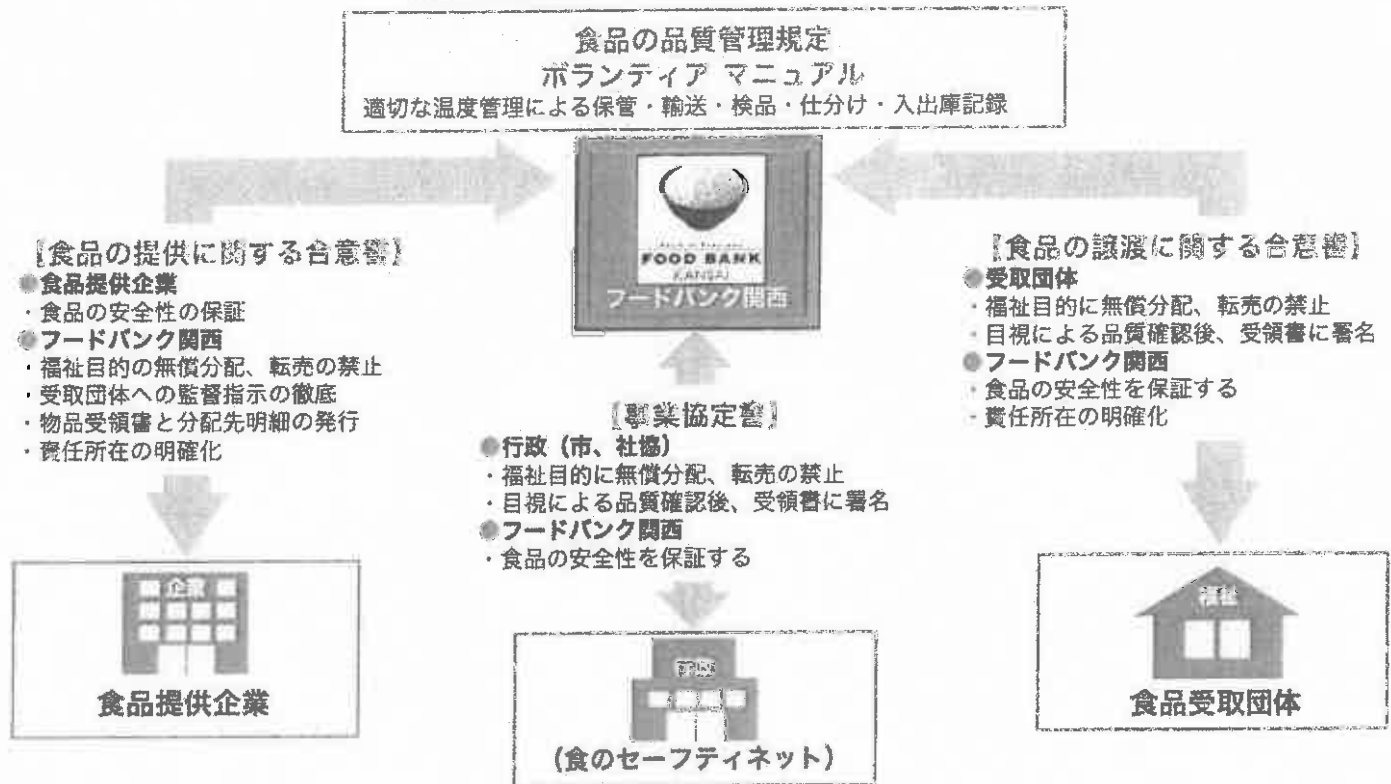 食品の品質管理規定
ボランティア マニュアル
適切な温度管理による保管・輸送・検品・仕分け・入出庫記録
FOOD BANK
KANSAI
フードバンク関西
【食品の提供に関する合意書】
●食品提供企業
・食品の安全性の保証
●フードバンク関西
・福祉目的の無償分配、転売の禁止
・受取団体への監督指示の徹底
・物品受領書と分配先明細の発行
・責任所在の明確化
企業
食品提供企業
【事業協定書】
●行政（市、社協）
・福祉目的に無償分配、転売の禁止
・目視による品質確認後、受領書に署名
●フードバンク関西
・食品の安全性を保証する
（食のセーフティネット）
【食品の譲渡に関する合意書】
●受取団体
・福祉目的に無償分配、転売の禁止
・目視による品質確認後、受領書に署名
●フードバンク関西
・食品の安全性を保証する
・責任所在の明確化
福祉
食品受取団体